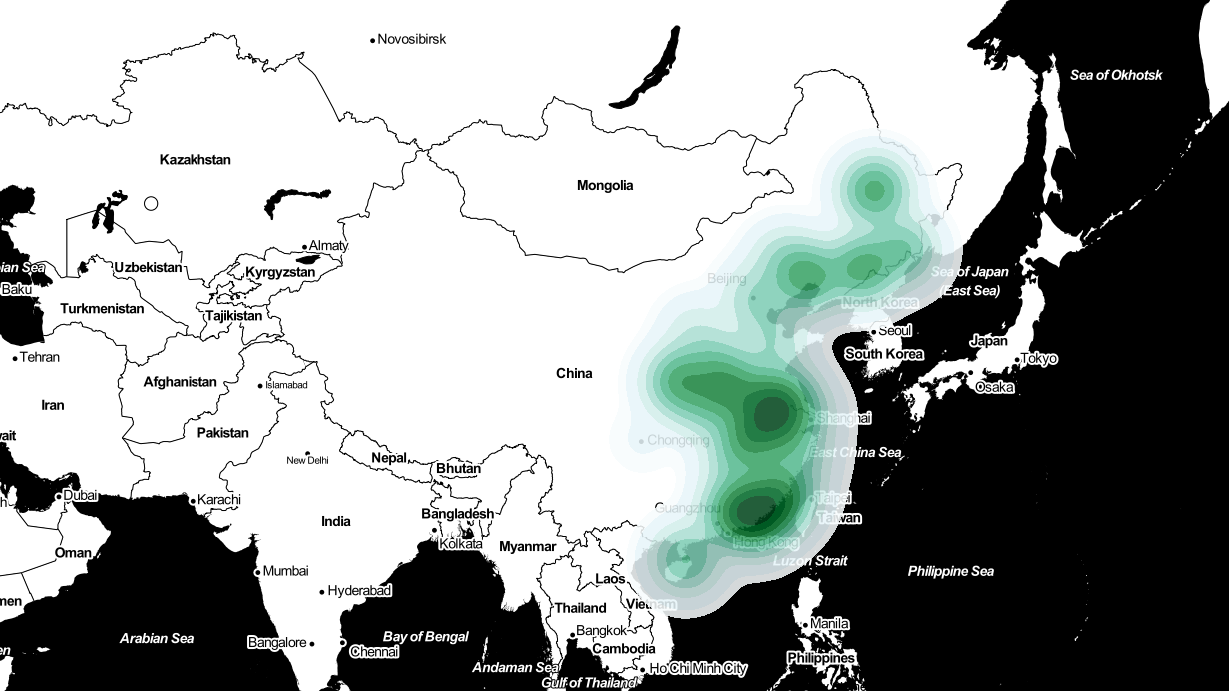 Novosibirsk
Sea of Okhotsk
Kazakhstan
Mongolia
Almaty
ian Sea
Uzbekistan
Kyrgyzstan
Sea of Japan
(East Sea)
Beijing
Baku
Turkmenistan
Tajikistan
North Korea
Seoul
Japan
Tehran
South Korea
Tokyo
China
Afghanistan
Islamabad
Osaka
Iran
Shanghai
wait
Pakistan
Chongqing
East China Sea
New Delhi
Nepal
Bhutan
Dubai
Karachi
Taipei
Guangzhou
Bangladesh
Taiwan
India
Kolkata
Hong Kong
Oman
Myanmar
Luzon Strait
Philippine Sea
Mumbai
Laos
Hyderabad
men
Thailand
Vietnam
Manila
Arabian Sea
Bay of Bengal
Bangkok
Bangalore
Chennai
Cambodia
Philippines
en
Andaman Sea
Ho Chi Minh City
Gulf of Thailand